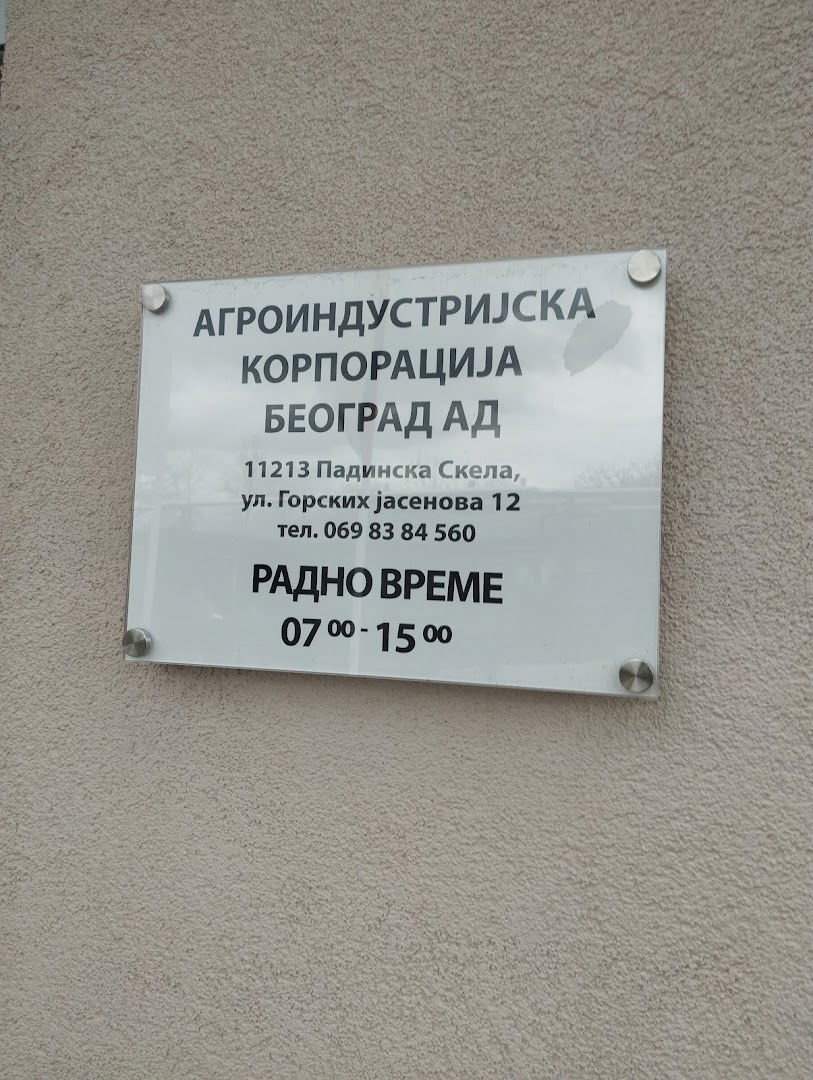 АГРОИНДУСТРИЈСКА
КОРПОРАЦИЈА
БЕОГРАД АД
11213 Падинска Скела,
ул. Горских јасенова 12
тел. 069 83 84 560
РАДНО ВРЕМЕ
07 00 - 15 00